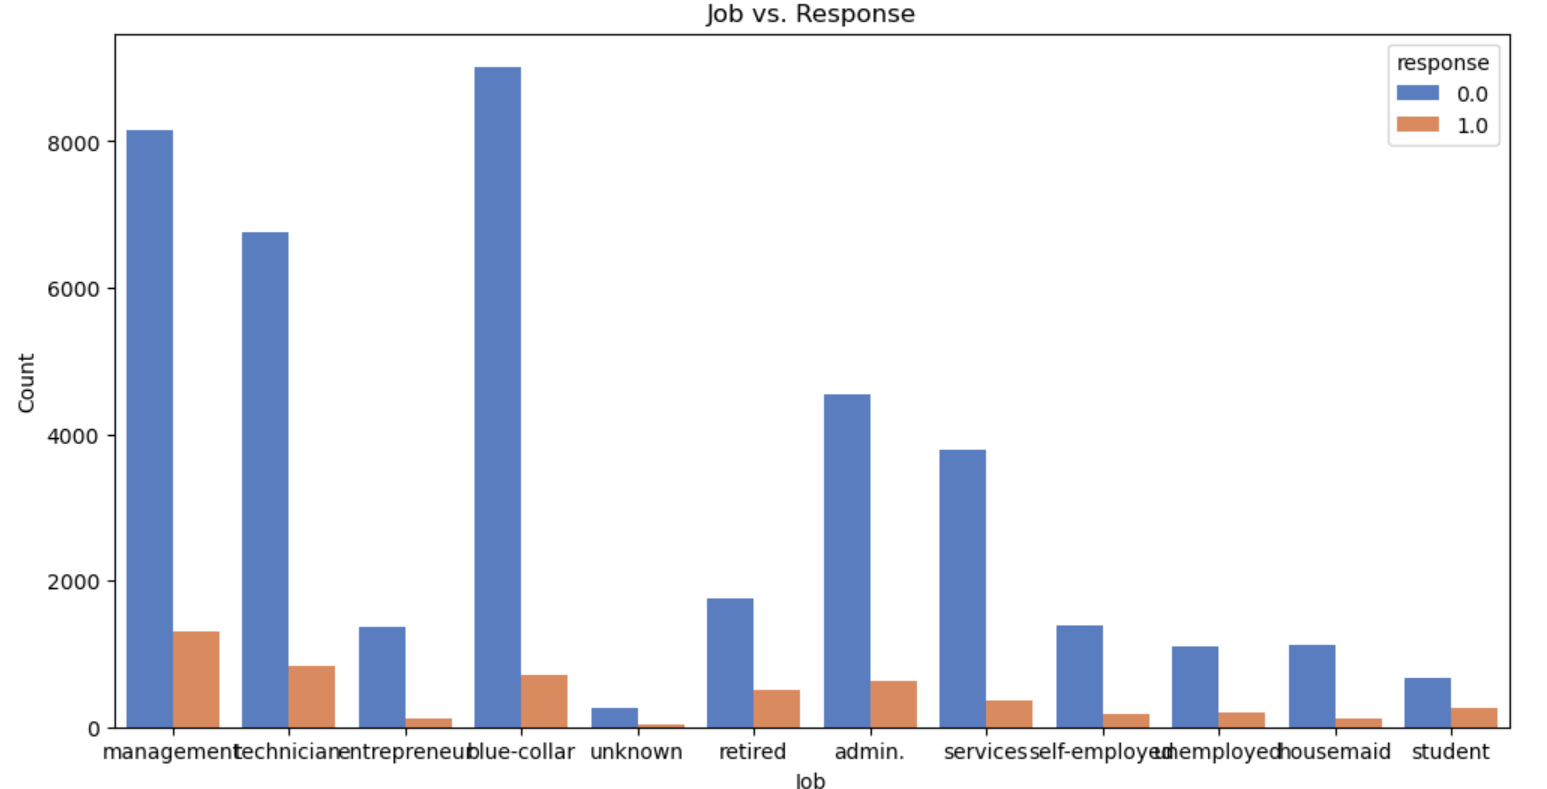 Job vs. Response
response
0.0
1.0
8000
6000
4000
2000
0
Count
management technician entrepreneur blue-collar unknown retired admin. services self-employed unemployed housemaid student
Job